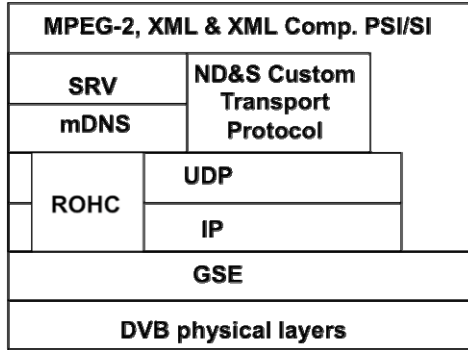 MPEG-2, XML & XML Comp. PSI/SI
SRV
mDNS
ND&S Custom
Transport
Protocol
ROHC
UDP
IP
GSE
DVB physical layers